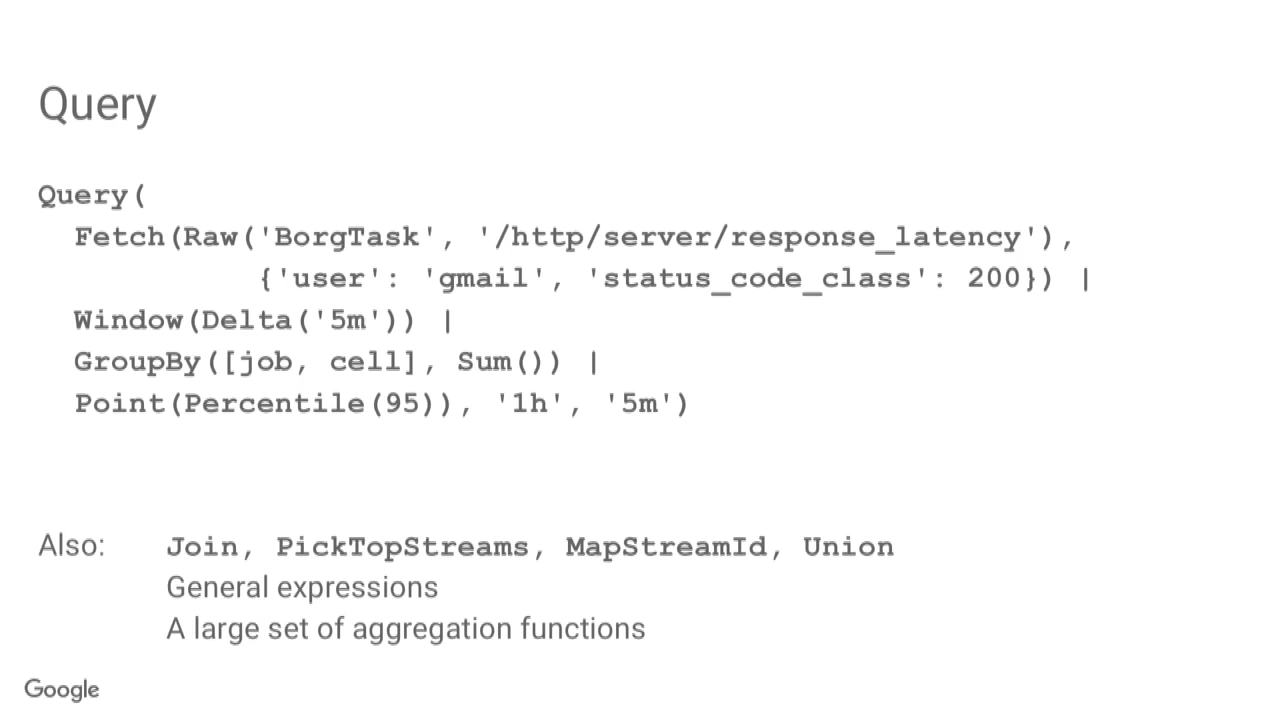 Query
Query(
Fetch(Raw('BorgTask', '/http/server/response_latency'),
{'user': 'gmail', 'status_code_class': 200}) |
Window(Delta('5m')) |
GroupBy([job, cell], Sum()) |
Point(Percentile(95)), '1h', '5m')
Also: Join, PickTopStreams, MapStreamId, Union
General expressions
A large set of aggregation functions
Google